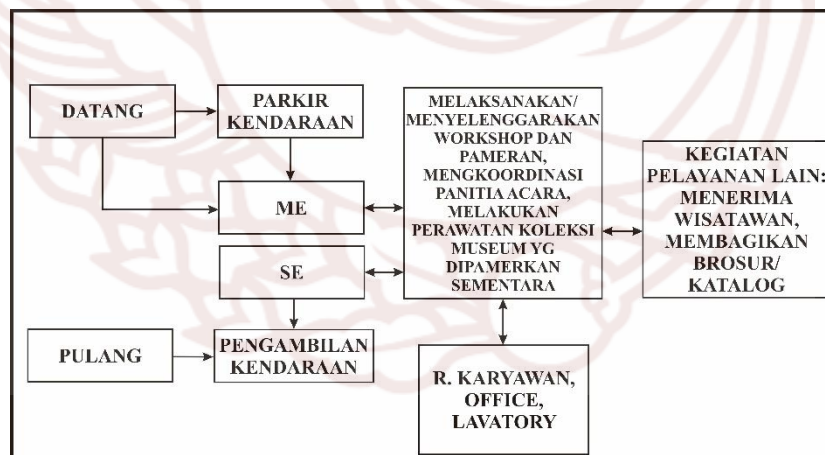 DATANG
PARKIR
KENDARAAN
ME
SE
PULANG
PENGAMBILAN
KENDARAAN
MELAKSANAKAN/
MENYELENGGARAKAN
WORKSHOP DAN
PAMERAN,
MENGKOORDINASI
PANITIA ACARA,
MELAKUKAN
PERAWATAN KOLEKSI
MUSEUM YG
DIPAMERKAN
SEMENTARA
R. KARYAWAN,
OFFICE,
LAVATORY
KEGIATAN
PELAYANAN LAIN:
MENERIMA
WISATAWAN,
MEMBAGIKAN
BROSUR/
KATALOG